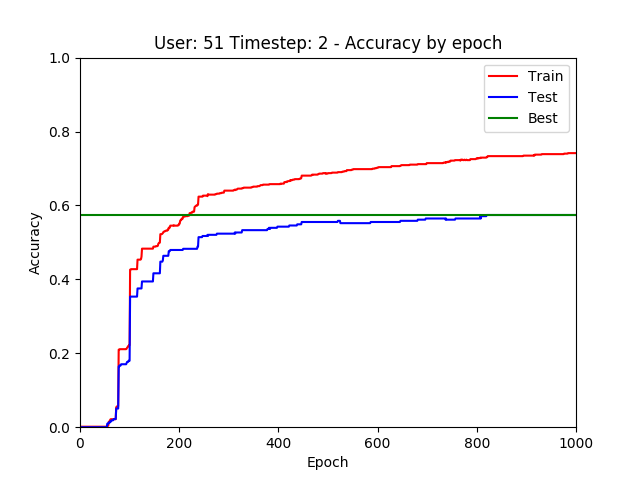 User: 51 Timestep: 2 - Accuracy by epoch
1.0
0.8
0.6
0.4
0.2
0.0
Accuracy
Train
Test
Best
0 200 400 600 800 1000
Epoch